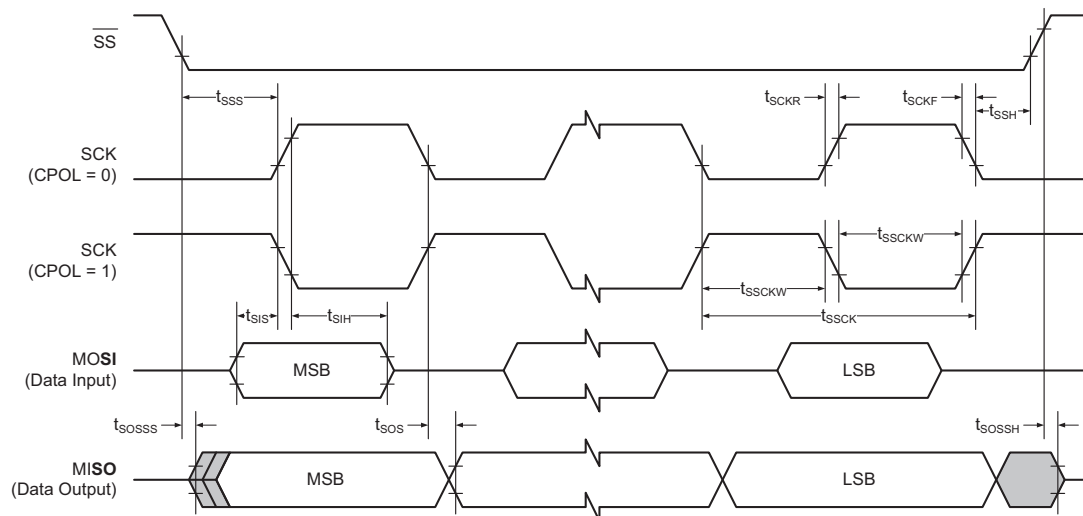 SS
tSSS
tSCKR
tSCKF
tSSH
SCK
(CPOL = 0)
SCK
(CPOL = 1)
tSSCKW
tSSCKW
tSSCK
tSIS
tSIH
MOSI
(Data Input)
MSB
LSB
tSOSSS
tSOS
tSOSSH
MISO
(Data Output)
MSB
LSB